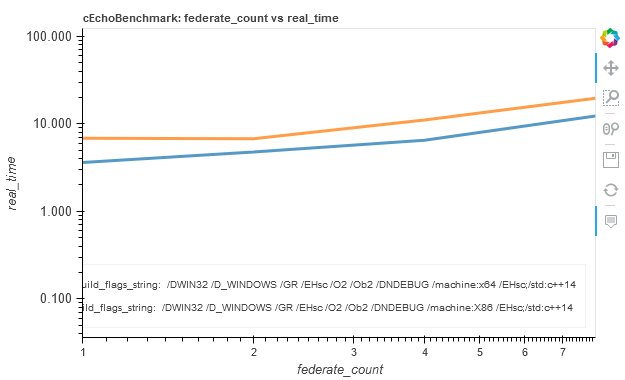 cEchoBenchmark: federate_count vs real_time
100.000
10.000
1.000
0.100
real_time
uild_flags_string: /DWIN32 /D_WINDOWS /GR /EHsc /O2 /Ob2 /DNDEBUG /machine:x64 /EHsc;/std:c++14
ld_flags_string: /DWIN32 /D_WINDOWS /GR /EHsc /O2 /Ob2 /DNDEBUG /machine:X86 /EHsc;/std:c++14
1 2 3 4 5 6 7
federate_count